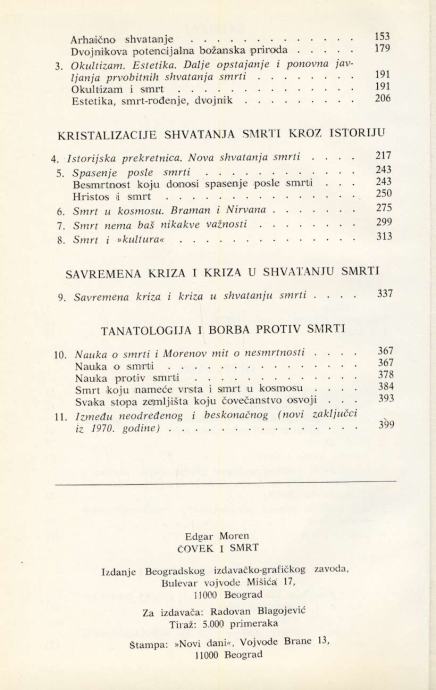 Arhaično shvatanje . . . . . . . . . . . . . 153
Dvojnikova potencijalna božanska priroda . . . . . 179
3. Okultizam. Estetika. Dalje opstajanje i ponovna jav-
ljanja prvobitnih shvatanja smrti . . . . . . . 191
Okultizam i smrt . . . . . . . . . . . . . . 191
Estetika, smrt-rođenje, dvojnik . . . . . . . . 206
KRISTALIZACIJE SHVATANJA SMRTI KROZ ISTORIJU
4. Istorijska prekretnica. Nova shvatanja smrti . . . . 217
5. Spasenje posle smrti . . . . . . . . . . . . 243
Besmrtnost koju donosi spasenje posle smrti . . . 243
Hristos i smrt . . . . . . . . . . . . . . . 250
6. Smrt u kosmosu. Braman i Nirvana . . . . . . . 275
7. Smrt nema baš nikakve važnosti . . . . . . . . 299
8. Smrt i »kultura« . . . . . . . . . . . . . . 313
SAVREMENA KRIZA I KRIZA U SHVATANJU SMRTI
9. Savremena kriza i kriza u shvatanju smrti . . . . 337
TANATOLOGIJA I BORBA PROTIV SMRTI
10. Nauka o smrti i Morenov mit o nesmrtnosti . . . . 367
Nauka o smrti . . . . . . . . . . . . . . . 367
Nauka protiv smrti . . . . . . . . . . . . . 378
Smrt koju nameće vrsta i smrt u kosmosu . . . . 384
Svaka stopa zemljišta koju čovečanstvo osvoji . . . 393
11. Između neodređenog i beskonačnog (novi zaključci
iz 1970. godine) . . . . . . . . . . . . . . 399
Edgar Moren
ČOVEK I SMRT
Izdanje Beogradskog izdavačko-grafičkog zavoda,
Bulevar vojvode Mišića 17,
11000 Beograd
Za izdavača: Radovan Blagojević
Tiraž: 5.000 primeraka
Štampa: »Novi dani«, Vojvode Brane 13,
11000 Beograd